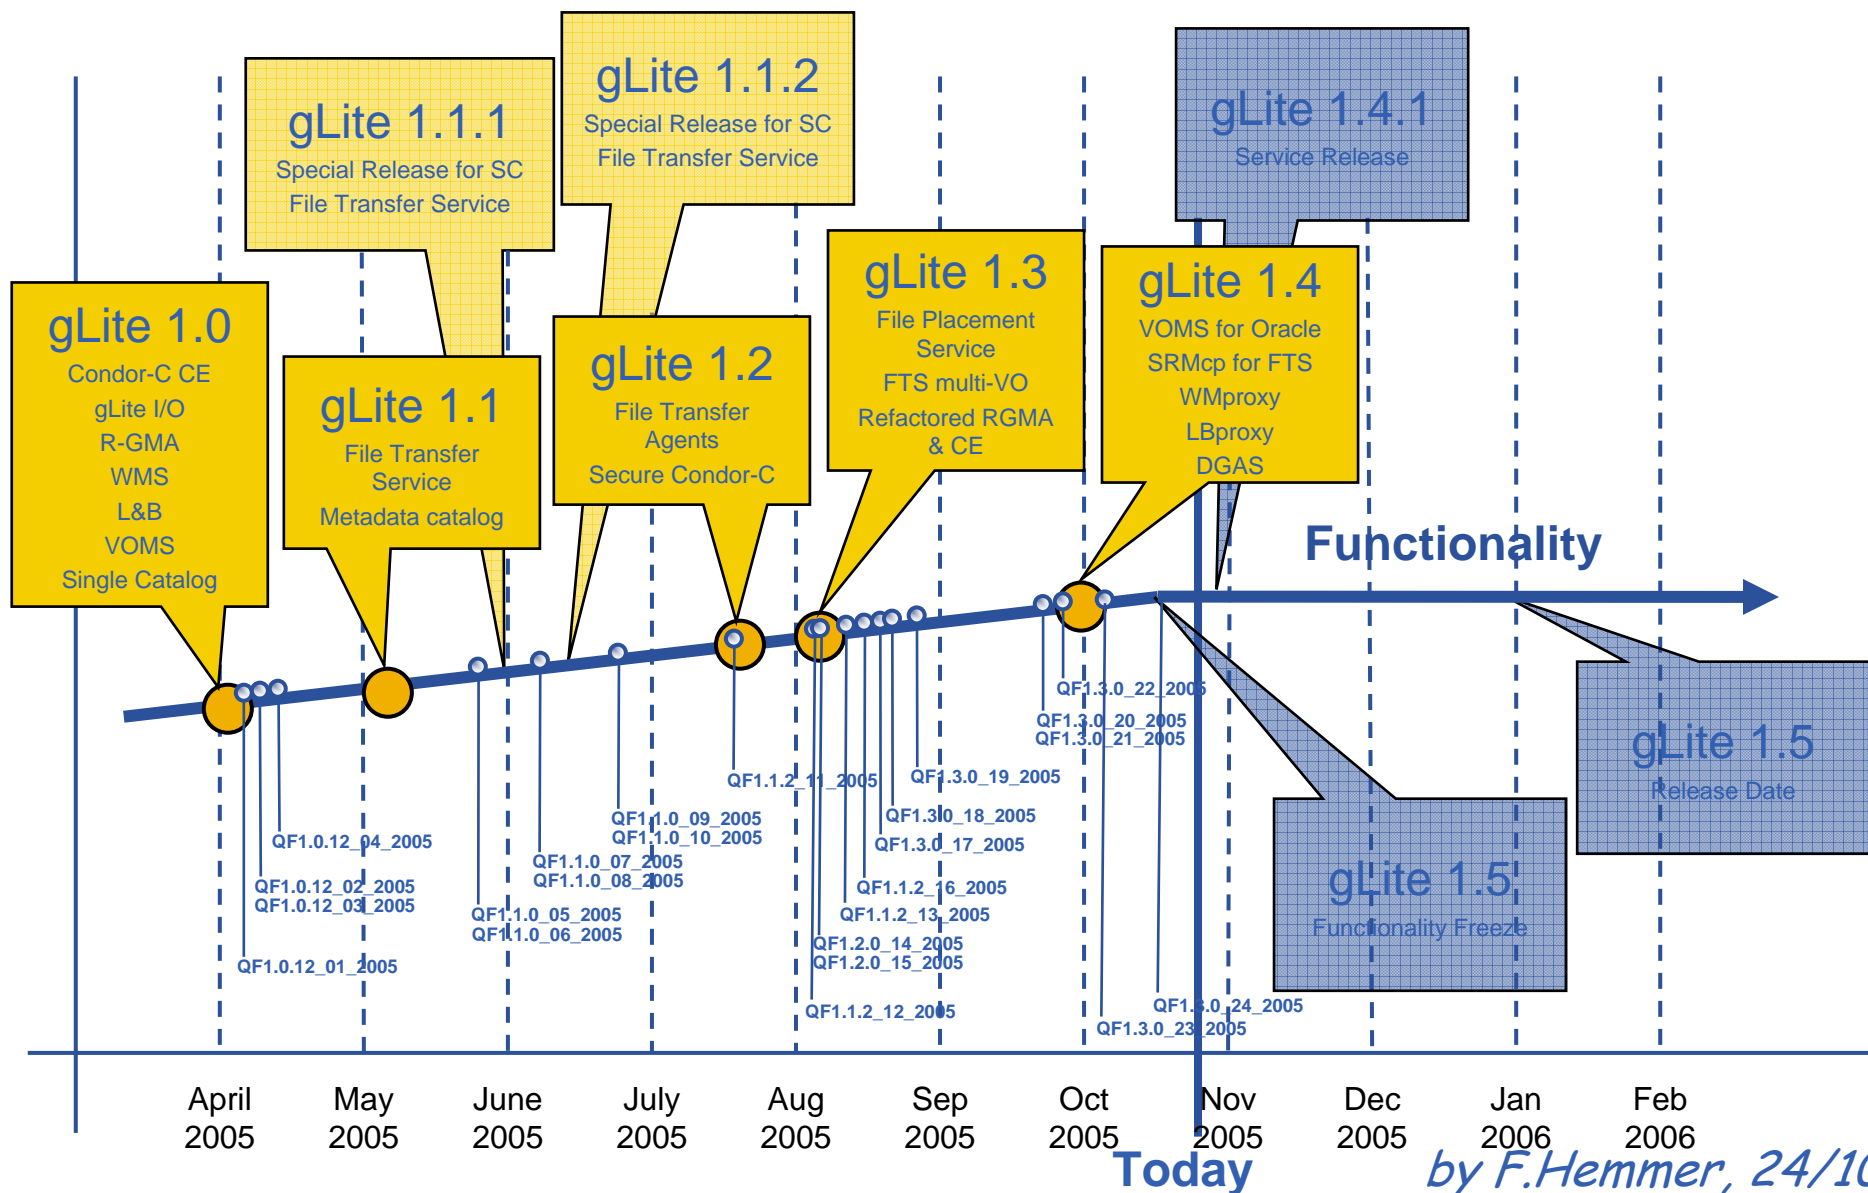 gLite 1.0
Condor-C CE
gLite I/O
R-GMA
WMS
L&B
VOMS
Single Catalog
gLite 1.1.1
Special Release for SC
File Transfer Service
gLite 1.1
File Transfer
Service
Metadata catalog
gLite 1.1.2
Special Release for SC
File Transfer Service
gLite 1.2
File Transfer
Agents
Secure Condor-C
gLite 1.3
File Placement
Service
FTS multi-VO
Refactored RGMA
& CE
gLite 1.4.1
Service Release
gLite 1.4
VOMS for Oracle
SRMcp for FTS
WMproxy
LBproxy
DGAS
Functionality
gLite 1.5
Release Date
gLite 1.5
Functionality Freeze
QF1.0.12_04_2005
QF1.0.12_02_2005
QF1.0.12_03_2005
QF1.0.12_01_2005
QF1.1.0_09_2005
QF1.1.0_10_2005
QF1.1.0_07_2005
QF1.1.0_08_2005
QF1.1.0_05_2005
QF1.1.0_06_2005
QF1.1.2_11_2005
QF1.3.0_19_2005
QF1.3.0_18_2005
QF1.3.0_17_2005
QF1.1.2_16_2005
QF1.1.2_13_2005
QF1.2.0_14_2005
QF1.2.0_15_2005
QF1.1.2_12_2005
QF1.3.0_22_2005
QF1.3.0_20_2005
QF1.3.0_21_2005
QF1.3.0_24_2005
QF1.3.0_23_2005
April
2005
May
2005
June
2005
July
2005
Aug
2005
Sep
2005
Oct
2005
Nov
2005
Dec
2005
Jan
2006
Feb
2006
Today
by F.Hemmer, 24/10